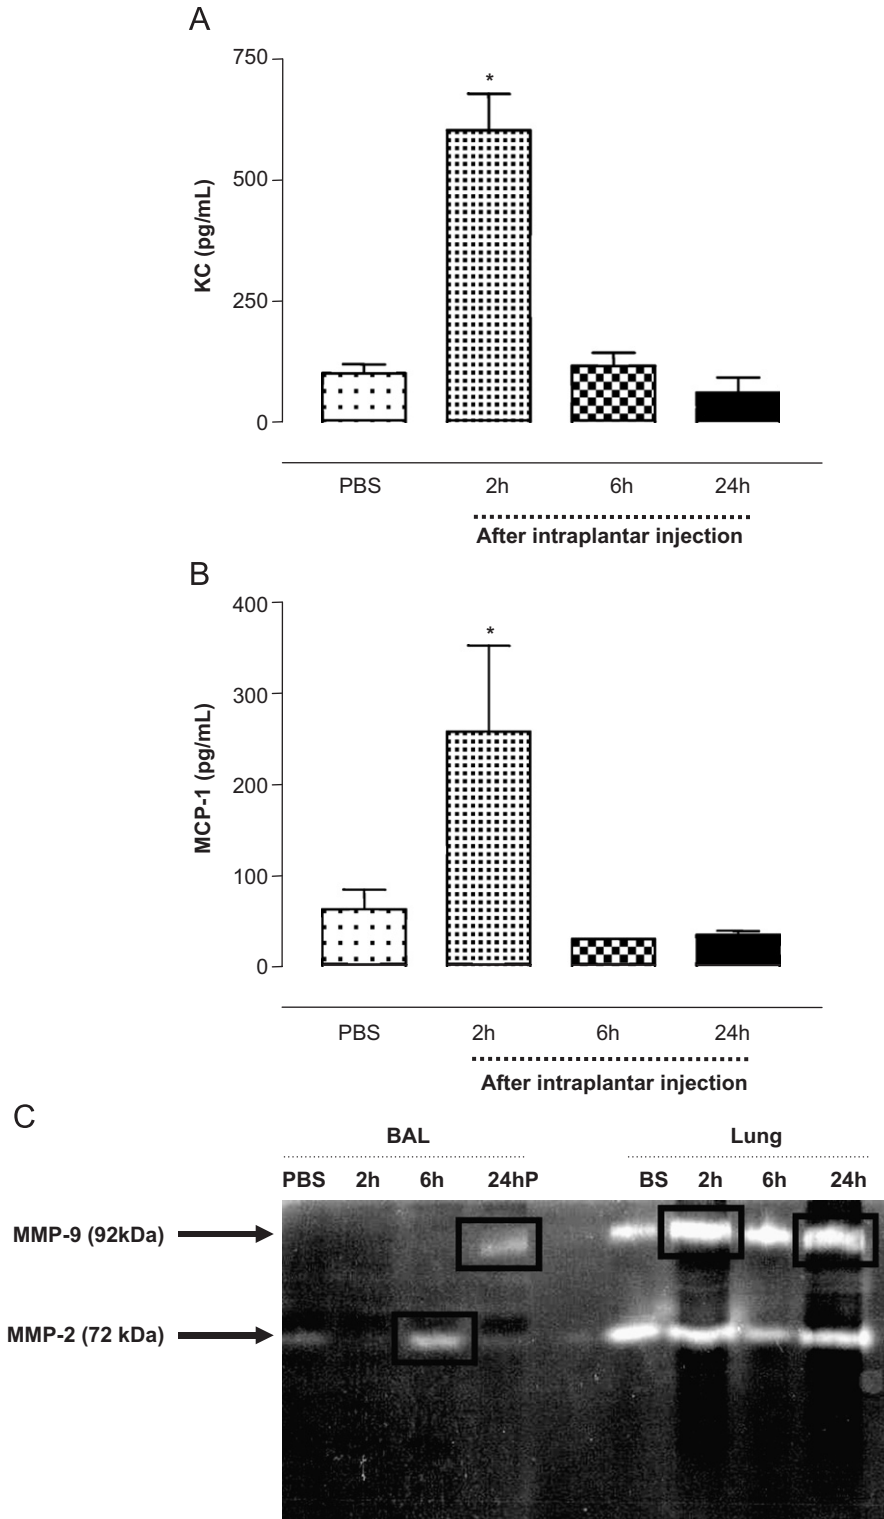 A
750
*
500
KC (pg/mL)
250
0
PBS 2h 6h 24h
After intraplantar injection
B
400
*
300
MCP-1 (pg/mL)
200
100
0
PBS 2h 6h 24h
After intraplantar injection
C
BAL Lung
PBS 2h 6h 24hP BS 2h 6h 24h
MMP-9 (92kDa)
MMP-2 (72 kDa)